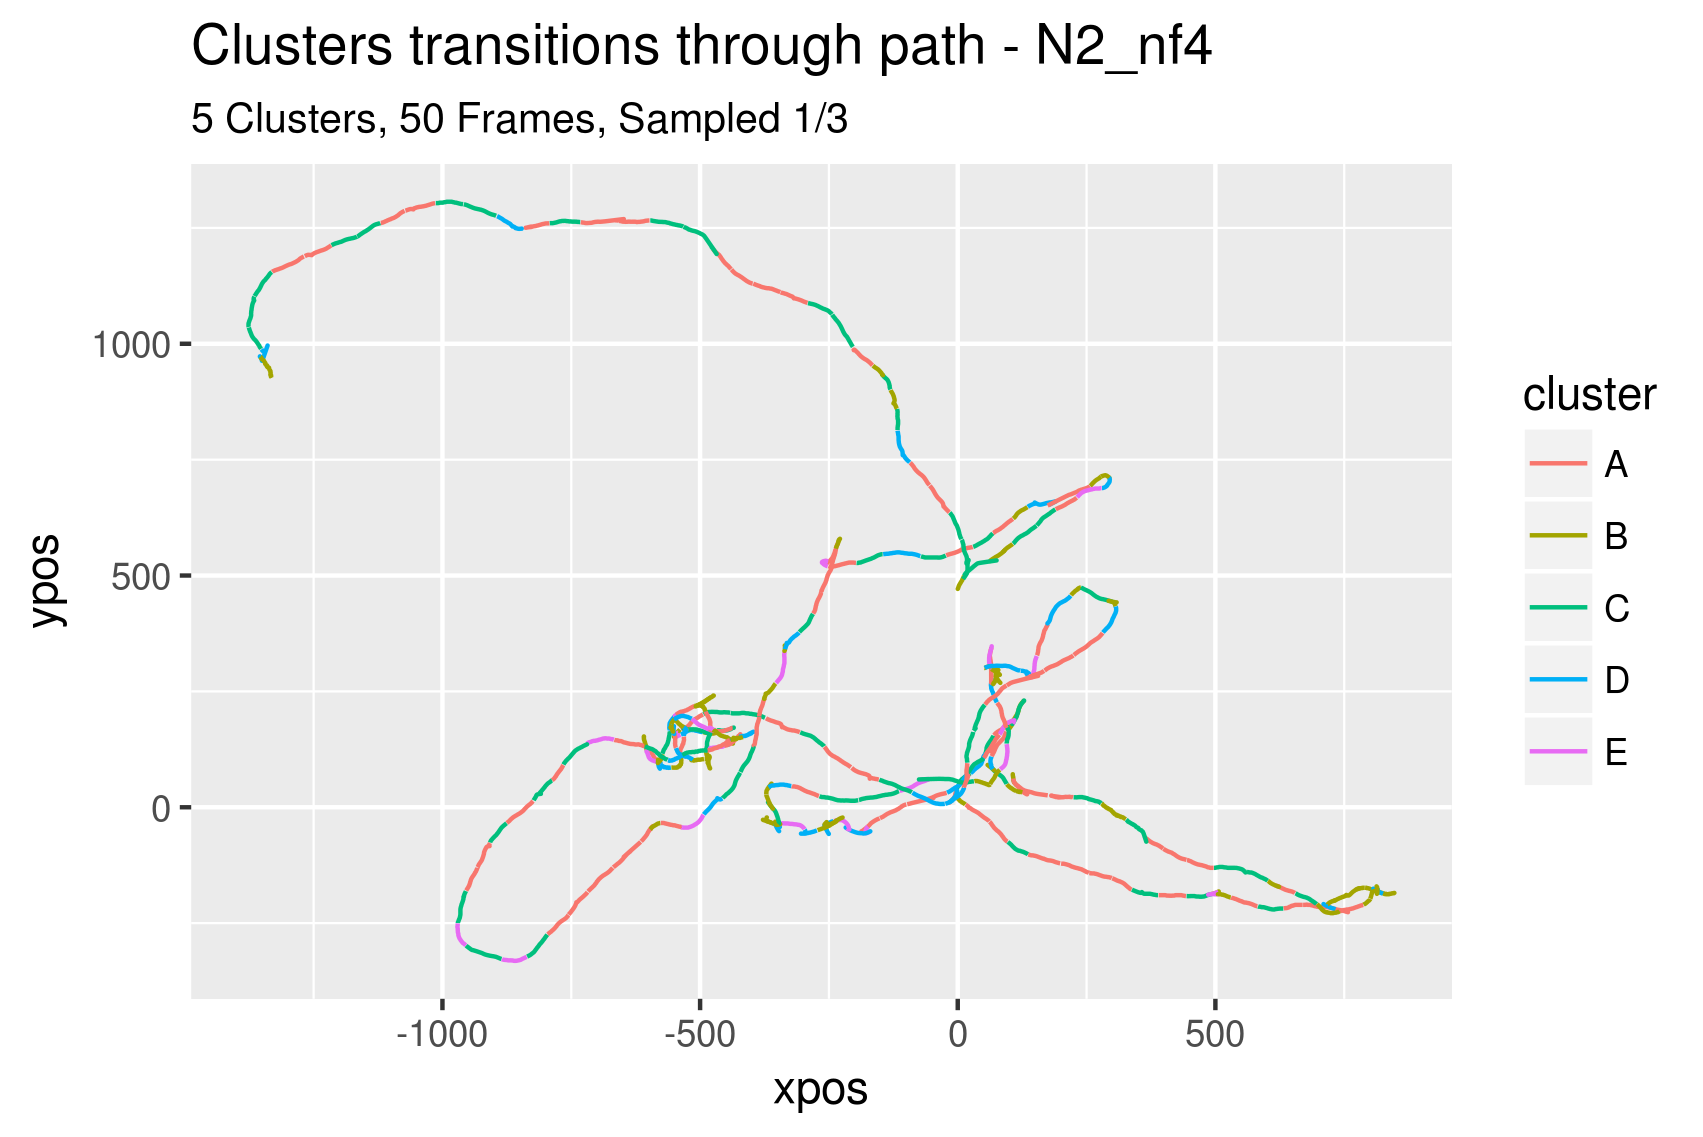 Clusters transitions through path - N2_nf4
5 Clusters, 50 Frames, Sampled 1/3
ypos
1000
500
0
-1000
-500
0
500
xpos
cluster
A
B
C
D
E